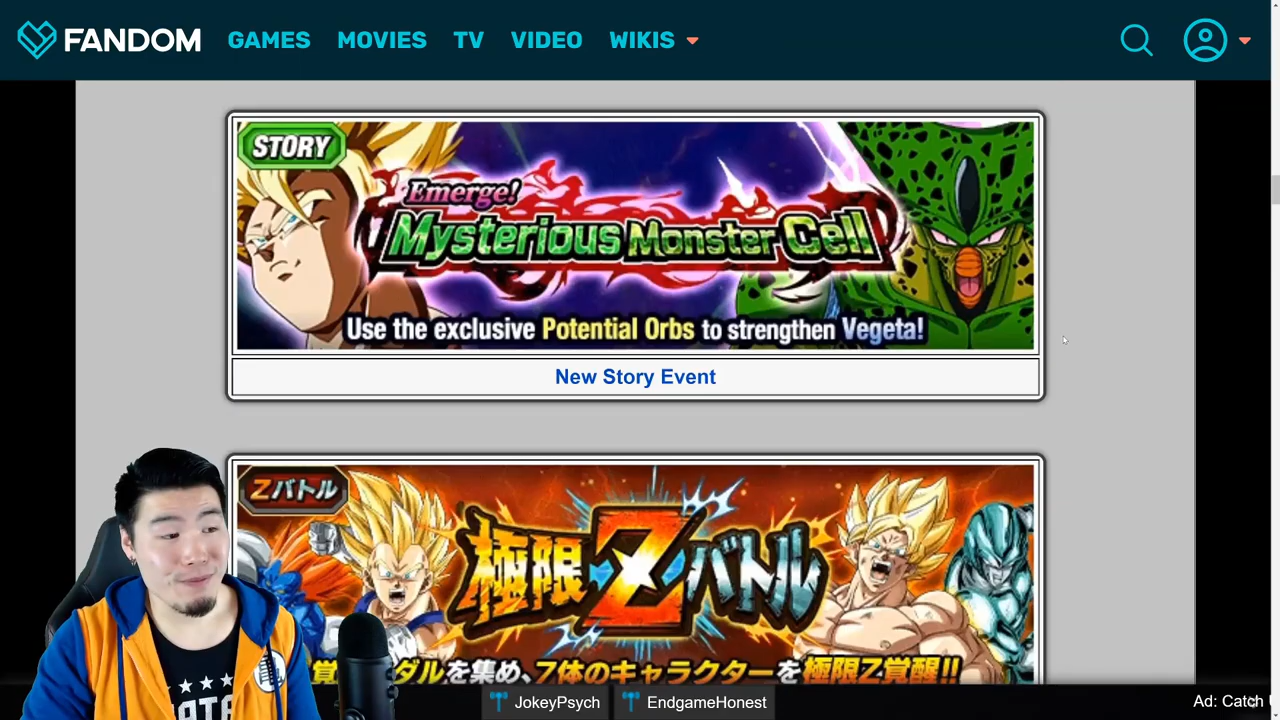 FANDOM GAMES MOVIES TV VIDEO WIKIS
STORY
Emerge!
Mysterious Monster Cell
Use the exclusive Potential Orbs to strengthen Vegeta!
New Story Event
Zバトル
極限Zバトル
ダルを集め、7体のキャラクターを極限Z覚醒!!
JokeyPsych EndgameHonest Ad: Catch